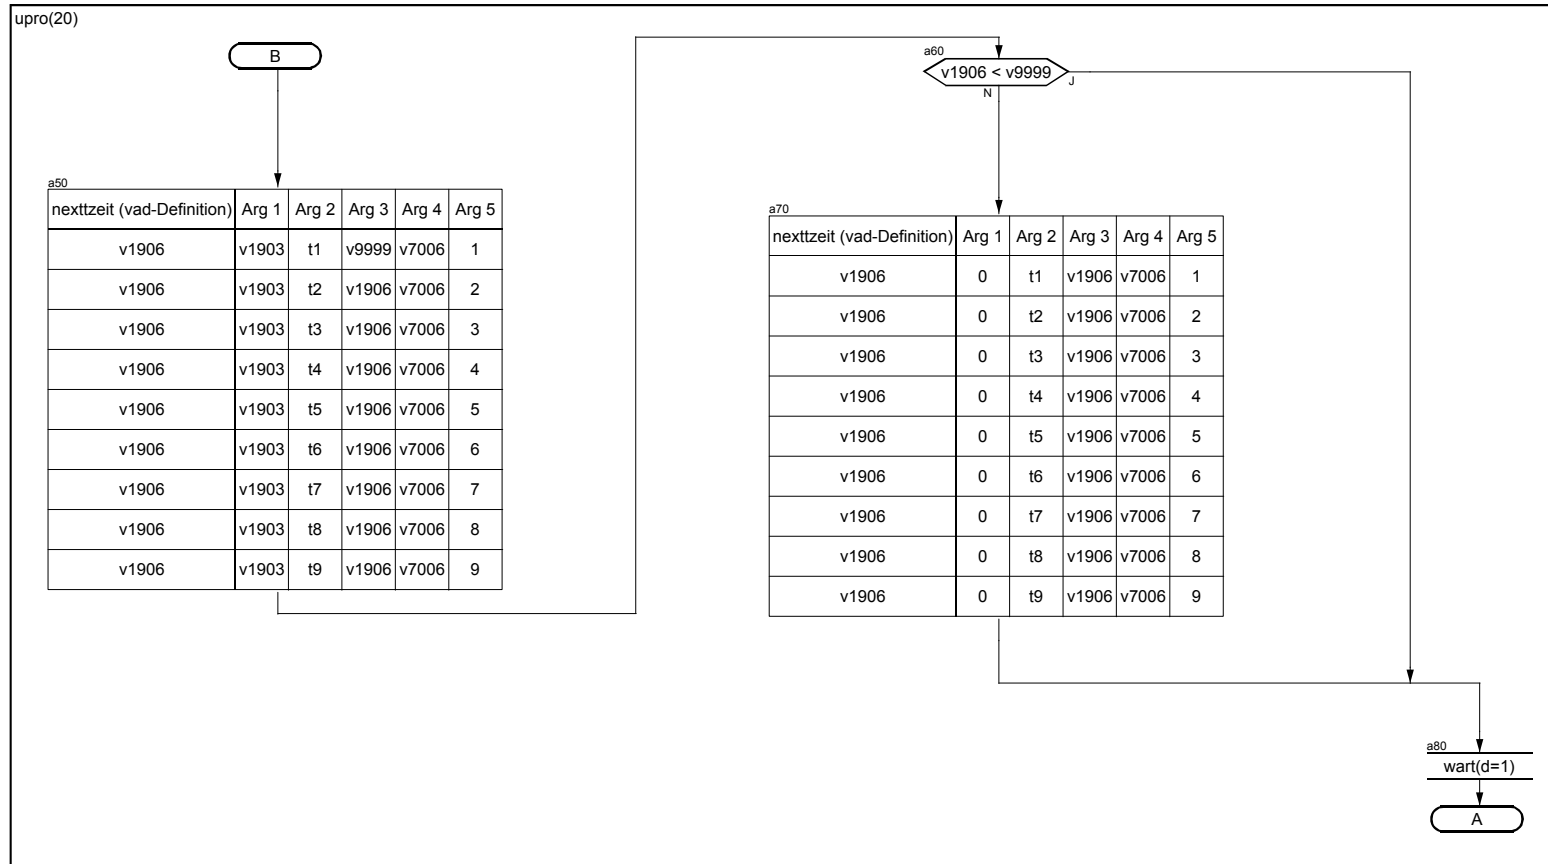 upro(20)
B
a50
nexttzeit (vad-Definition) Arg 1 Arg 2 Arg 3 Arg 4 Arg 5
v1906 v1903 t1 v9999 v7006 1
v1906 v1903 t2 v1906 v7006 2
v1906 v1903 t3 v1906 v7006 3
v1906 v1903 t4 v1906 v7006 4
v1906 v1903 t5 v1906 v7006 5
v1906 v1903 t6 v1906 v7006 6
v1906 v1903 t7 v1906 v7006 7
v1906 v1903 t8 v1906 v7006 8
v1906 v1903 t9 v1906 v7006 9
a60
v1906 < v9999
J
N
a70
nexttzeit (vad-Definition) Arg 1 Arg 2 Arg 3 Arg 4 Arg 5
v1906 0 t1 v1906 v7006 1
v1906 0 t2 v1906 v7006 2
v1906 0 t3 v1906 v7006 3
v1906 0 t4 v1906 v7006 4
v1906 0 t5 v1906 v7006 5
v1906 0 t6 v1906 v7006 6
v1906 0 t7 v1906 v7006 7
v1906 0 t8 v1906 v7006 8
v1906 0 t9 v1906 v7006 9
a80
wart(d=1)
A